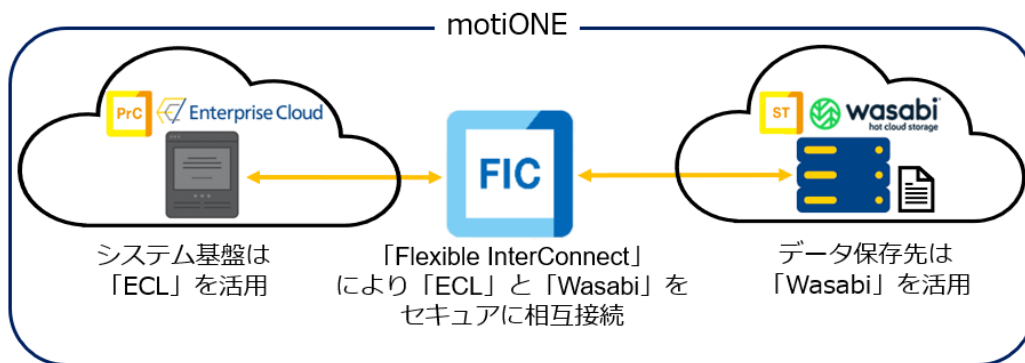 motiONE
PrC
Enterprise Cloud
FIC
ST
wasabi
hot cloud storage
システム基盤は
「ECL」を活用
「Flexible InterConnect」
により「ECL」と「Wasabi」を
セキュアに相互接続
データ保存先は
「Wasabi」を活用